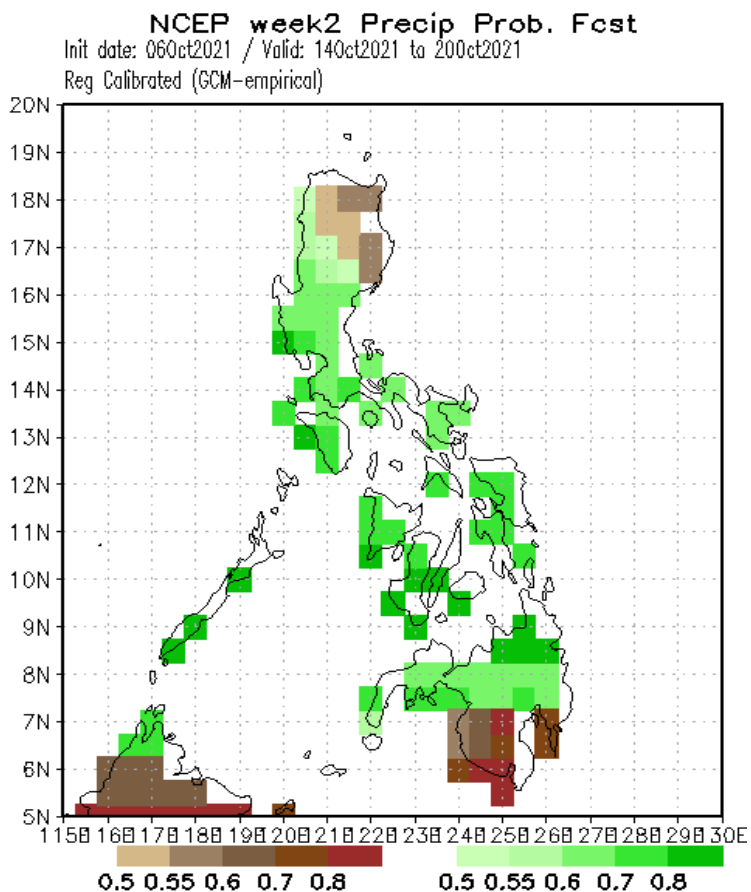 NCEP week2 Precip Prob. Fcst
Init date: 06Oct2021 / Valid: 14Oct2021 to 20Oct2021
Reg Calibrated (GCM-empirical)
20N
19N
18N
17N
16N
15N
14N
13N
12N
11N
10N
9N
8N
7N
6N
5N
115E 116E 117E 118E 119E 120E 121E 122E 123E 124E 125E 126E 127E 128E 129E 130E
0.5 0.55 0.6 0.7 0.8 0.5 0.55 0.6 0.7 0.8